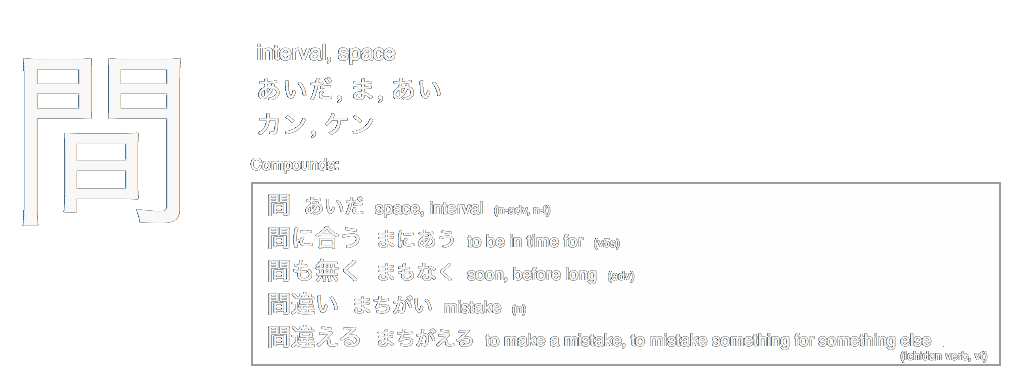 間
interval, space
あいだ, ま, あい
カン, ケン
Compounds:
間 あいだ space, interval (n-adv, n-t)
間に合う まにあう to be in time for (v5u)
間も無く まもなく soon, before long (adv)
間違い まちがい mistake (n)
間違える まちがえる to make a mistake, to mistake something for something else
(Ichidan verb, vt)